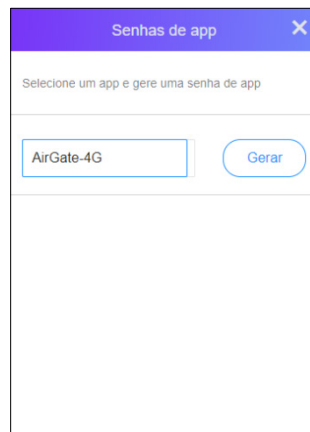 Senhas de app
Selecione um app e gere uma senha de app
AirGate-4G
Gerar